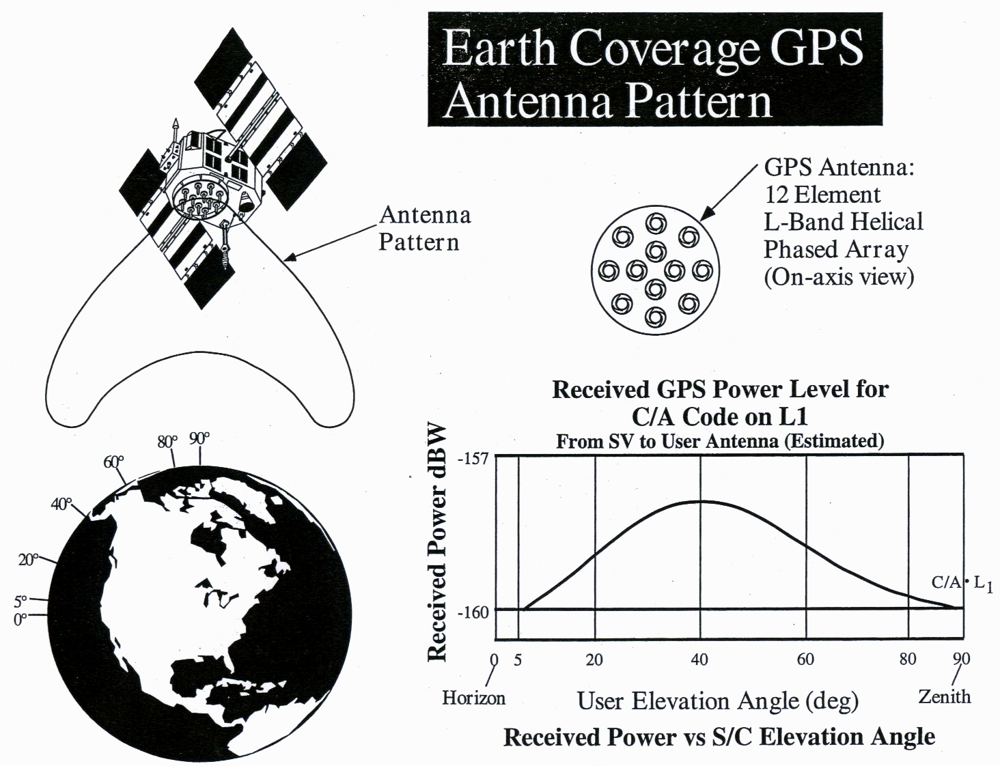 Earth Coverage GPS
Antenna Pattern
Antenna
Pattern
GPS Antenna:
12 Element
L-Band Helical
Phased Array
(On-axis view)
90°
80°
60°
40°
20°
5°
0°
Received GPS Power Level for
C/A Code on L1
From SV to User Antenna (Estimated)
Received Power dBW
-157
-160
C/A • L1
0 5 20 40 60 80 90
Horizon
Zenith
User Elevation Angle (deg)
Received Power vs S/C Elevation Angle